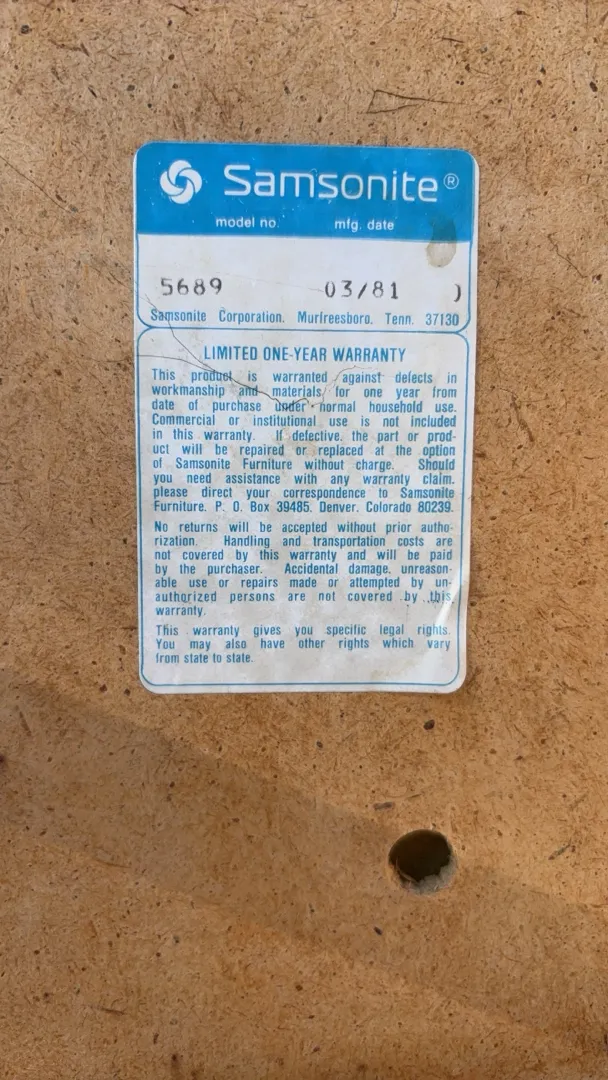 Samsonite®
model no. mfg. date
5689 03/81 )
Samsonite Corporation. Murfreesboro. Tenn. 37130
LIMITED ONE-YEAR WARRANTY
This product is warranted against defects in
workmanship and materials for one year from
date of purchase under normal household use.
Commercial or institutional use is not included
in this warranty. If defective, the part or prod-
uct will be repaired or replaced at the option
of Samsonite Furniture without charge. Should
you need assistance with any warranty claim.
please direct your correspondence to Samsonite
Furniture. P. O. Box 39485. Denver. Colorado 80239.
No returns will be accepted without prior autho-
rization. Handling and transportation costs are
not covered by this warranty and will be paid
by the purchaser. Accidental damage, unreason-
able use or repairs made or attempted by un-
authorized persons are not covered by this
warranty.
This warranty gives you specific legal rights.
You may also have other rights which vary
from state to state.